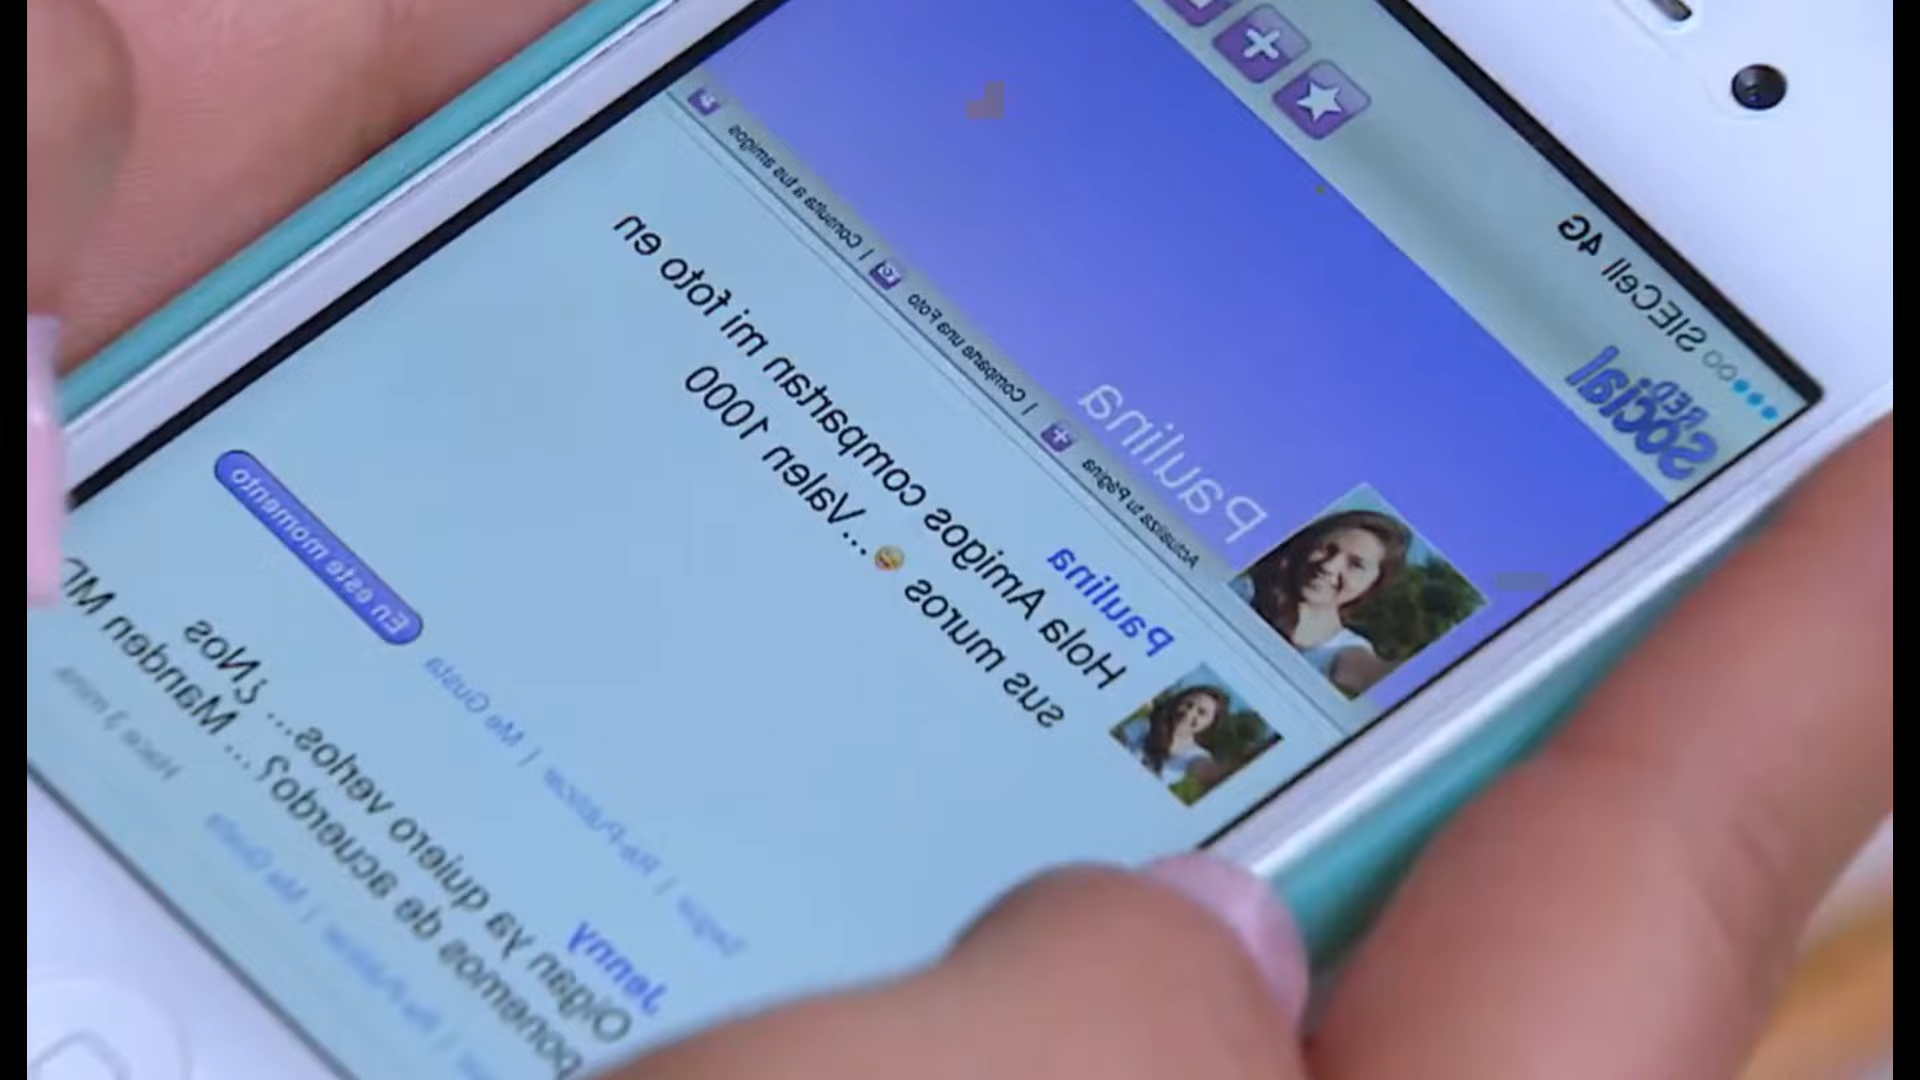 SIECell 4G
Red
Social
Paulina
Actualiza tu Página | Comparte una Foto | Consulta a tus amigos
Paulina
Hola Amigos compartan mi foto en
sus muros 😄...Valen 1000
En este momento
Seguir | Re-Publicar | Me Gusta
Jenny
Oigan ya quiero verlos... ¿Nos
ponemos de acuerdo? ... Manden MD
Hace 3 mins
Re-Publicar | Me Gusta